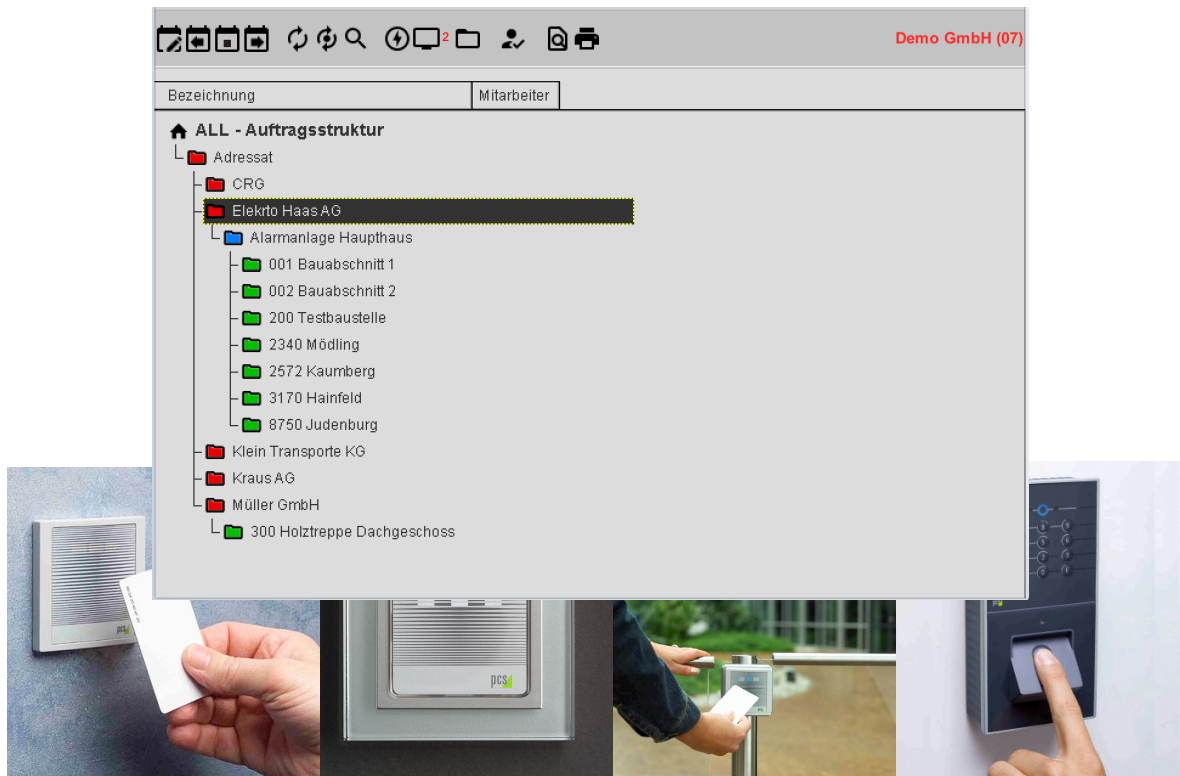 2
Demo GmbH (07)
Bezeichnung
Mitarbeiter
ALL - Auftragsstruktur
Adressat
CRG
Elekrto Haas AG
Alarmanlage Haupthaus
001 Bauabschnitt 1
002 Bauabschnitt 2
200 Testbaustelle
2340 Mödling
2572 Kaumberg
3170 Hainfeld
8750 Judenburg
Klein Transporte KG
Kraus AG
Müller GmbH
300 Holztreppe Dachgeschoss
pcs
pcs